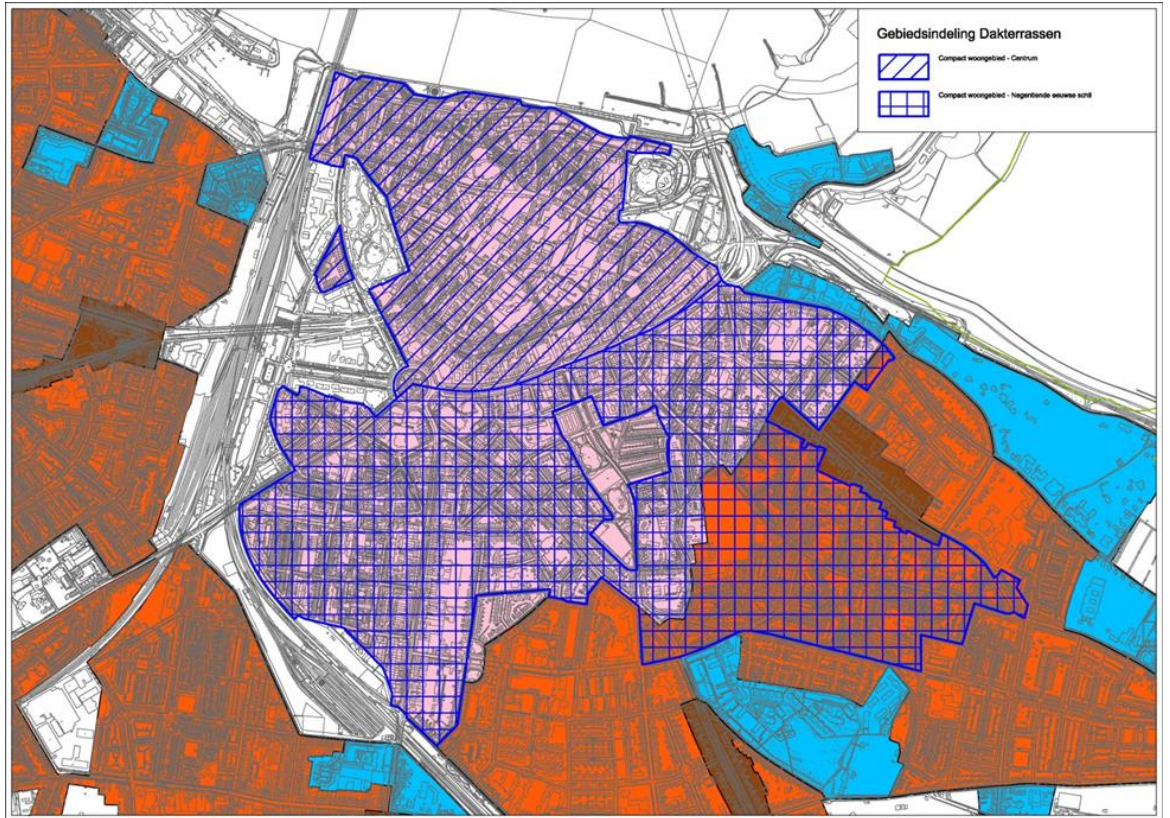 Gebiedsindeling Dakterrassen
Compact woongebied - Centrum
Compact woongebied - Negentiende eeuwse schil